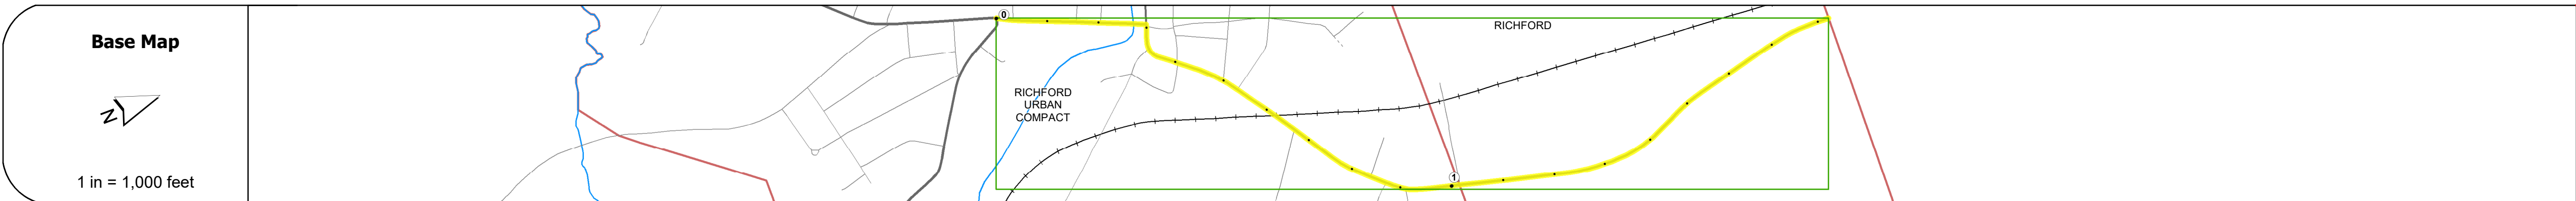 Base Map
N
1 in = 1,000 feet
0
RICHFORD
URBAN
COMPACT
RICHFORD
1